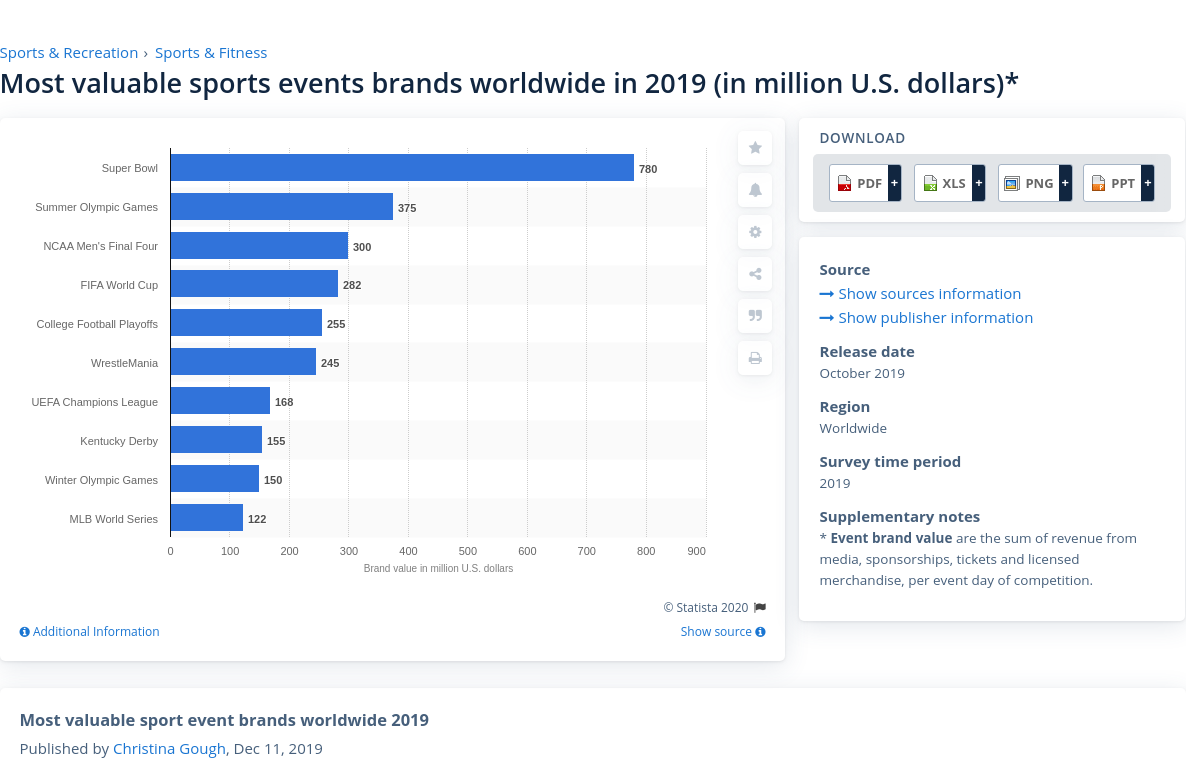 Sports & Recreation › Sports & Fitness
Most valuable sports events brands worldwide in 2019 (in million U.S. dollars)*
Super Bowl 780
Summer Olympic Games 375
NCAA Men's Final Four 300
FIFA World Cup 282
College Football Playoffs 255
WrestleMania 245
UEFA Champions League 168
Kentucky Derby 155
Winter Olympic Games 150
MLB World Series 122
0 100 200 300 400 500 600 700 800 900
Brand value in million U.S. dollars
© Statista 2020
Additional Information
Show source
DOWNLOAD
PDF + XLS + PNG + PPT +
Source
Show sources information
Show publisher information
Release date
October 2019
Region
Worldwide
Survey time period
2019
Supplementary notes
* Event brand value are the sum of revenue from
media, sponsorships, tickets and licensed
merchandise, per event day of competition.
Most valuable sport event brands worldwide 2019
Published by Christina Gough, Dec 11, 2019